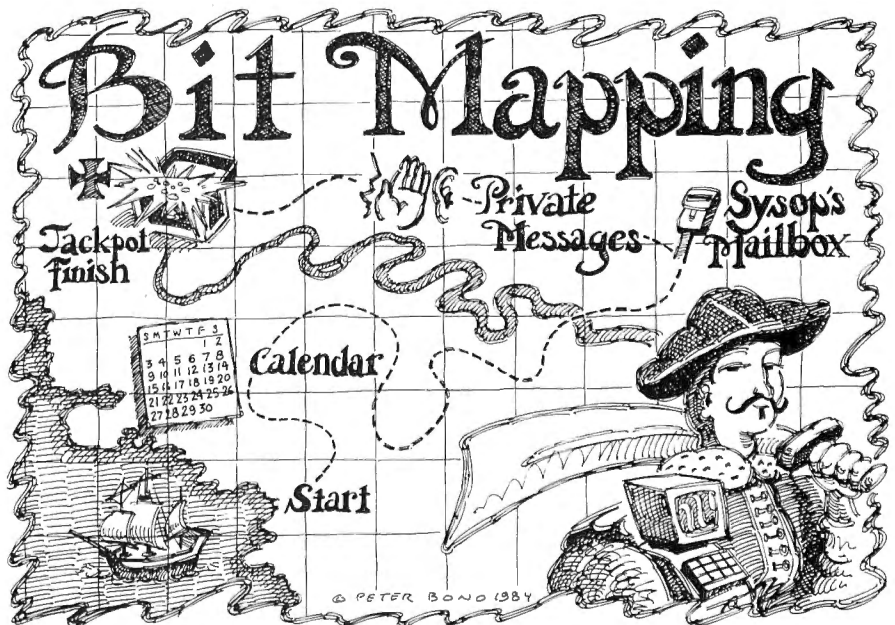 Bit Mapping
Jackpot
Finish
Private
Messages
Sysop's
Mailbox
S M T W T F S
1 2
3 4 5 6 7 8
9 10 11 12 13 14
15 16 17 18 19 20
21 22 23 24 25 26
27 28 29 30
Calendar
Start
© PETER BONO 1984